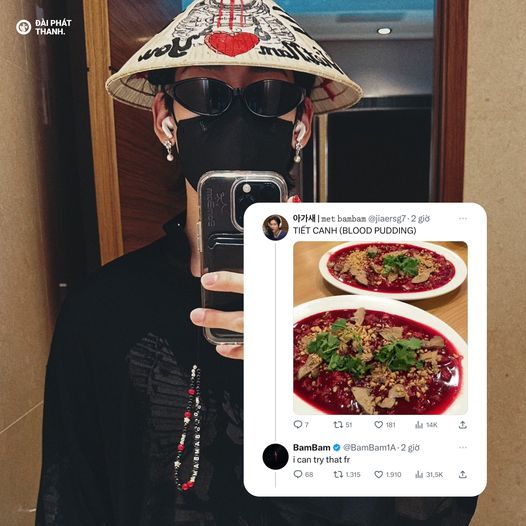 ĐÀI PHÁT
THANH.
아가새 | met bambam @jiaersg7 · 2 giờ
TIẾT CANH (BLOOD PUDDING)
7 51 181 14K
BamBam @BamBam1A · 2 giờ
i can try that fr
68 1.315 1.910 31,5K